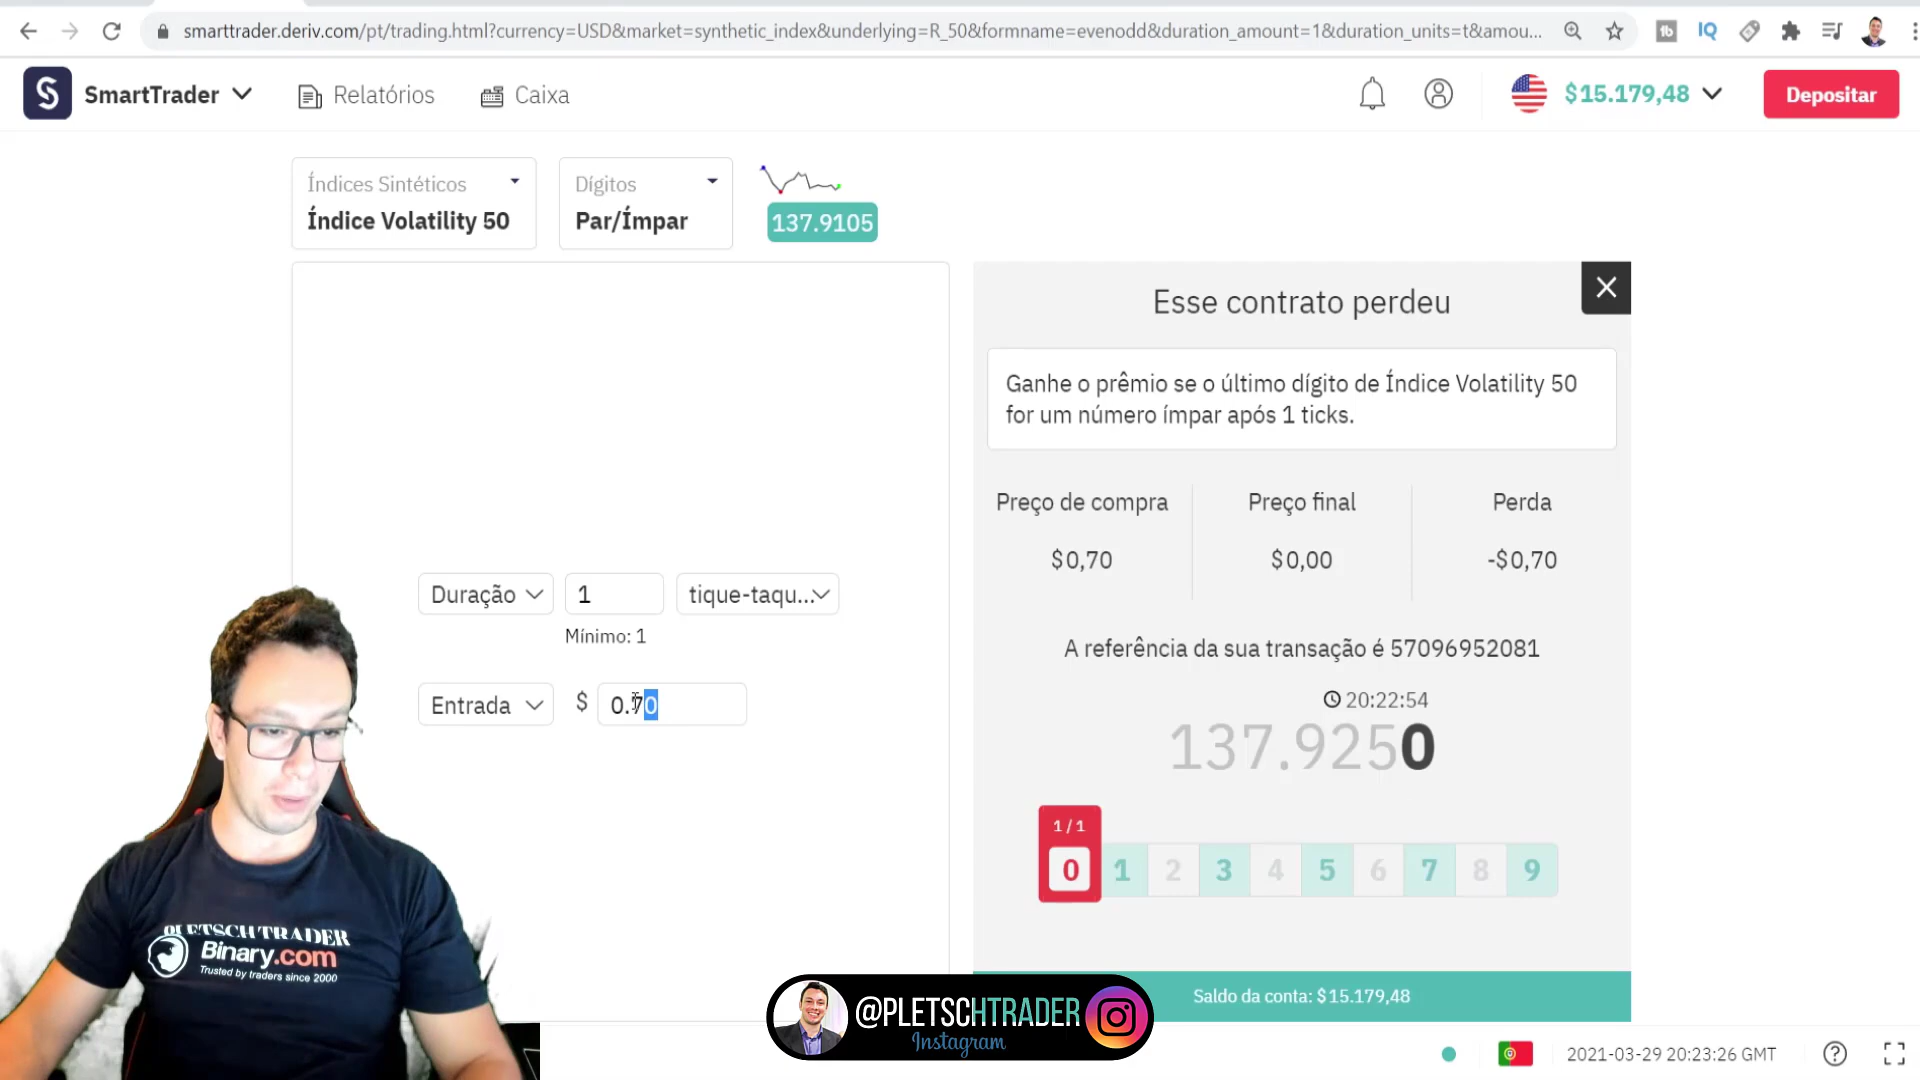 smarttrader.deriv.com/pt/trading.html?currency=USD&market=synthetic_index&underlying=R_50&formname=evenodd&duration_amount=1&duration_units=t&amou...
SmartTrader
Relatórios
Caixa
$15.179,48
Depositar
Índices Sintéticos
Índice Volatility 50
Dígitos
Par/Ímpar
137.9105
Esse contrato perdeu
Ganhe o prêmio se o último dígito de Índice Volatility 50
for um número ímpar após 1 ticks.
Preço de compra
Preço final
Perda
$0,70
$0,00
-$0,70
A referência da sua transação é 57096952081
20:22:54
137.9250
1/1
0 1 2 3 4 5 6 7 8 9
Saldo da conta: $15.179,48
Duração
1
tique-taqu...
Mínimo: 1
Entrada
$
0.70
PLETSCHTRADER
Binary.com
Trusted by traders since 2000
@PLETSCHTRADER
Instagram
2021-03-29 20:23:26 GMT